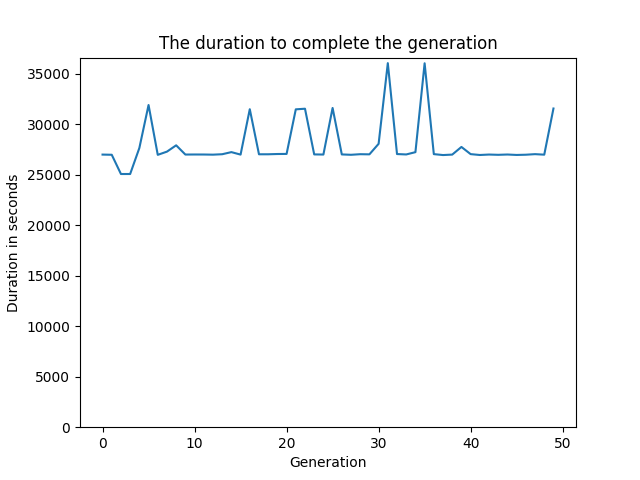 The duration to complete the generation
35000
30000
25000
20000
15000
10000
5000
0
Duration in seconds
0 10 20 30 40 50
Generation